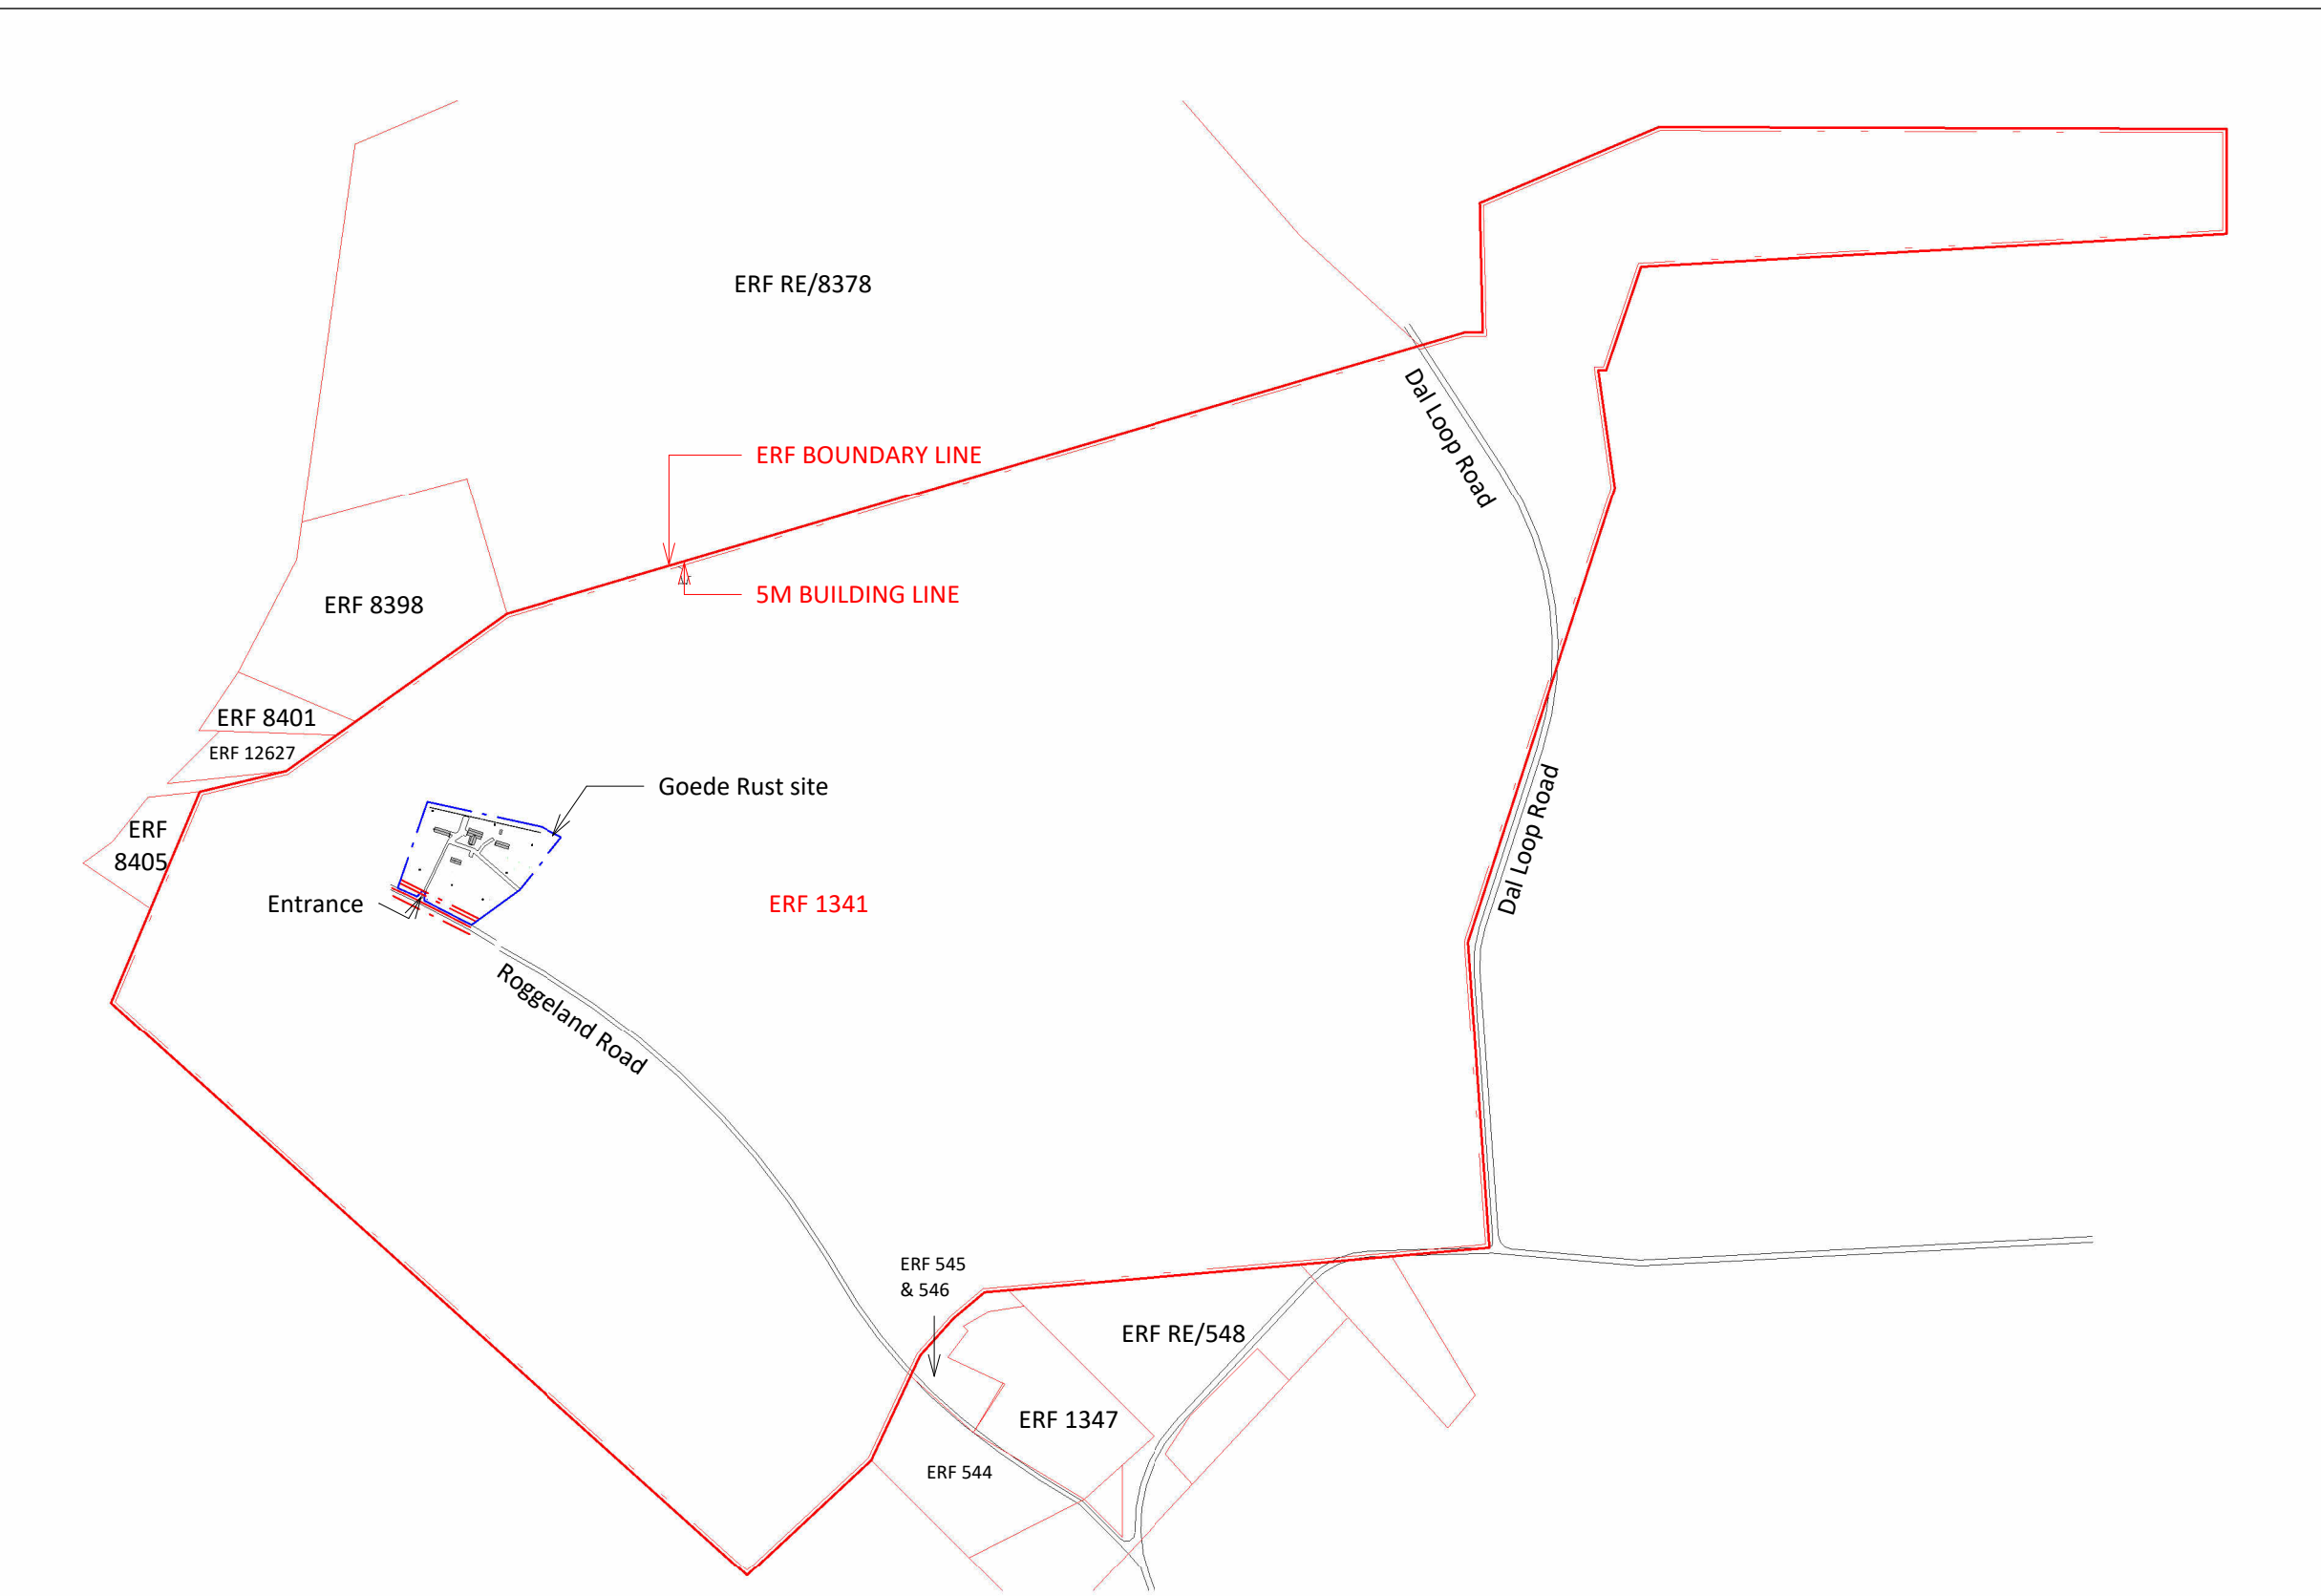 ERF RE/8378
Dal Loop Road
ERF BOUNDARY LINE
5M BUILDING LINE
ERF 8398
ERF 8401
ERF 12627
Goede Rust site
ERF
8405
Entrance
ERF 1341
Dal Loop Road
Roggeland Road
ERF 545
& 546
ERF RE/548
ERF 1347
ERF 544